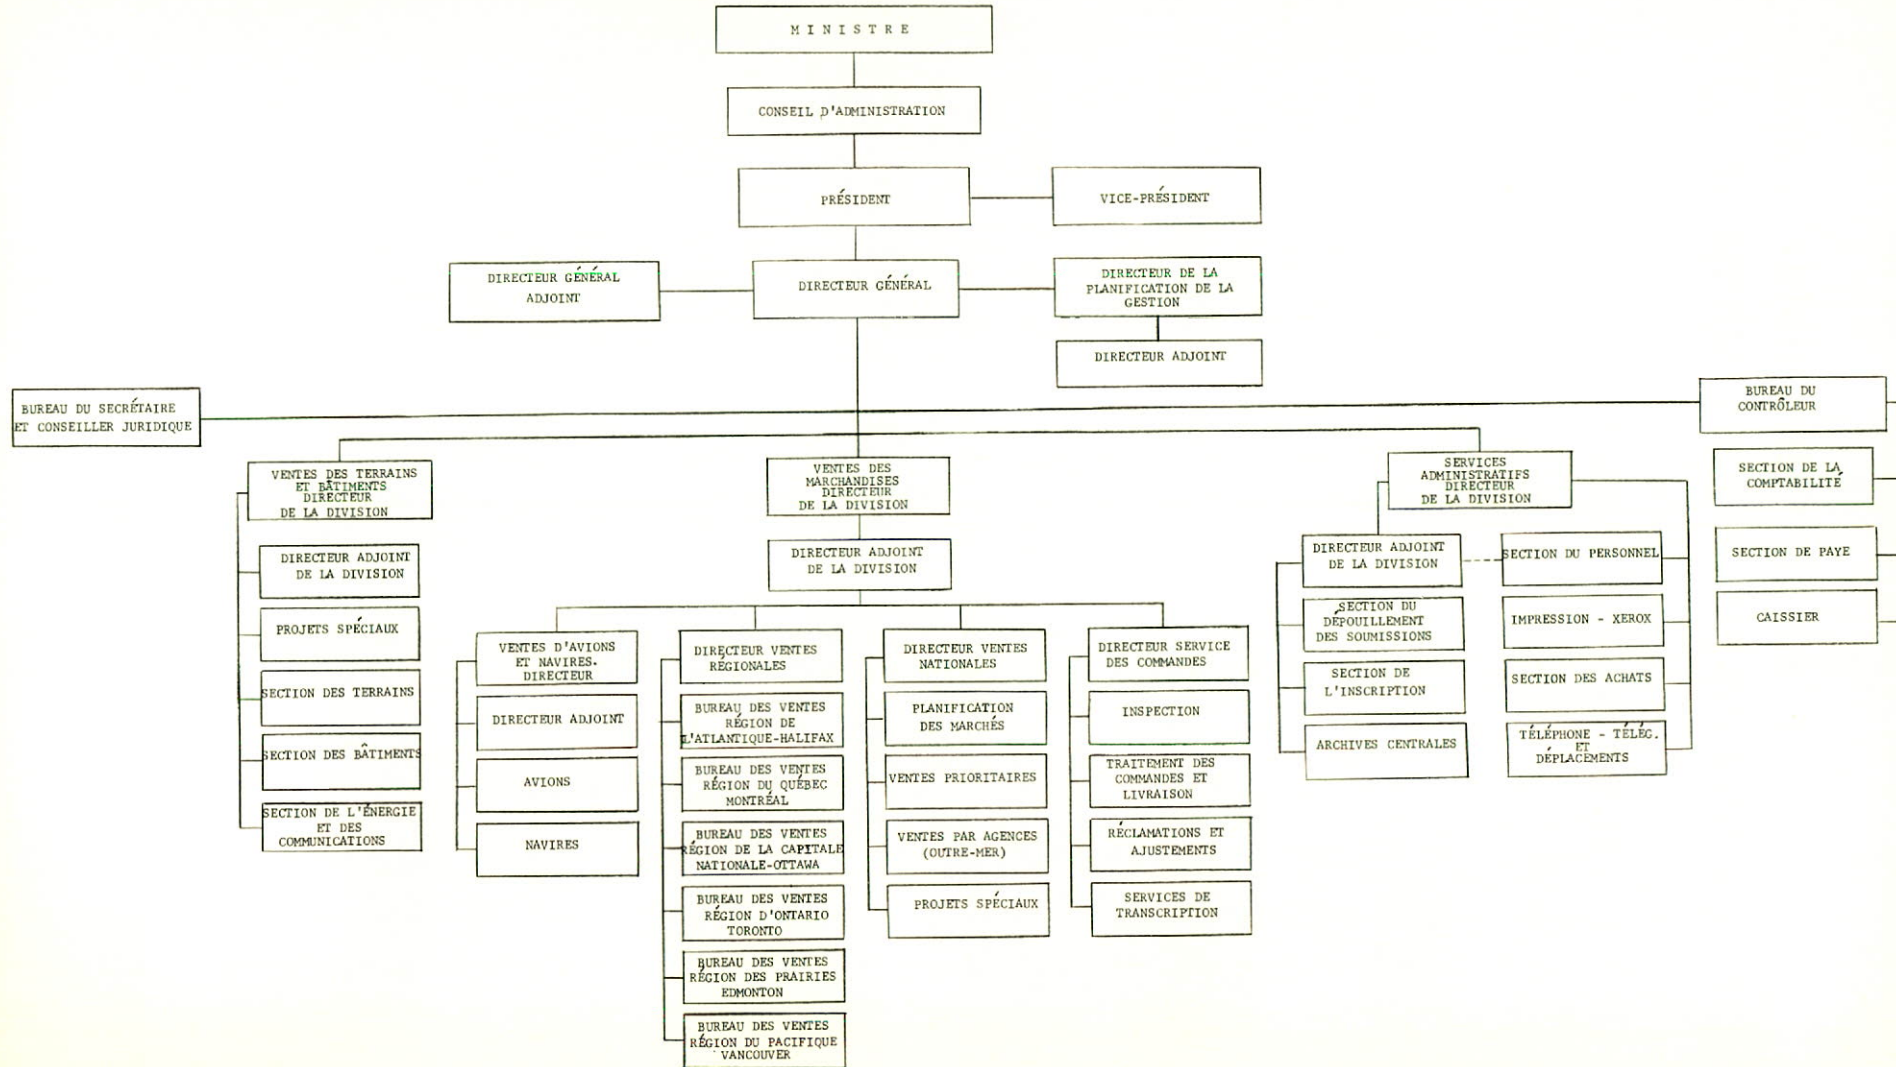 MINISTRE
CONSEIL D'ADMINISTRATION
PRÉSIDENT
VICE-PRÉSIDENT
DIRECTEUR GÉNÉRAL
ADJOINT
DIRECTEUR GÉNÉRAL
DIRECTEUR DE LA
PLANIFICATION DE LA
GESTION
DIRECTEUR ADJOINT
BUREAU DU SECRÉTAIRE
ET CONSEILLER JURIDIQUE
BUREAU DU
CONTRÔLEUR
VENTES DES TERRAINS
ET BÂTIMENTS
DIRECTEUR
DE LA DIVISION
DIRECTEUR ADJOINT
DE LA DIVISION
PROJETS SPÉCIAUX
SECTION DES TERRAINS
SECTION DES BÂTIMENTS
SECTION DE L'ÉNERGIE
ET DES
COMMUNICATIONS
VENTES DES
MARCHANDISES
DIRECTEUR
DE LA DIVISION
DIRECTEUR ADJOINT
DE LA DIVISION
VENTES D'AVIONS
ET NAVIRES.
DIRECTEUR
DIRECTEUR ADJOINT
AVIONS
NAVIRES
DIRECTEUR VENTES
RÉGIONALES
BUREAU DES VENTES
RÉGION DE
L'ATLANTIQUE-HALIFAX
BUREAU DES VENTES
RÉGION DU QUÉBEC
MONTRÉAL
BUREAU DES VENTES
RÉGION DE LA CAPITALE
NATIONALE-OTTAWA
BUREAU DES VENTES
RÉGION D'ONTARIO
TORONTO
BUREAU DES VENTES
RÉGION DES PRAIRIES
EDMONTON
BUREAU DES VENTES
RÉGION DU PACIFIQUE
VANCOUVER
DIRECTEUR VENTES
NATIONALES
PLANIFICATION
DES MARCHÉS
VENTES PRIORITAIRES
VENTES PAR AGENCES
(OUTRE-MER)
PROJETS SPÉCIAUX
DIRECTEUR SERVICE
DES COMMANDES
INSPECTION
TRAITEMENT DES
COMMANDES ET
LIVRAISON
RÉCLAMATIONS ET
AJUSTEMENTS
SERVICES DE
TRANSCRIPTION
SERVICES
ADMINISTRATIFS
DIRECTEUR
DE LA DIVISION
DIRECTEUR ADJOINT
DE LA DIVISION
SECTION DU
DÉPOUILLEMENT
DES SOUMISSIONS
SECTION DE
L'INSCRIPTION
ARCHIVES CENTRALES
SECTION DU PERSONNEL
IMPRESSION - XEROX
SECTION DES ACHATS
TÉLÉPHONE - TÉLÉG.
ET
DÉPLACEMENTS
SECTION DE LA
COMPTABILITÉ
SECTION DE PAYE
CAISSIER